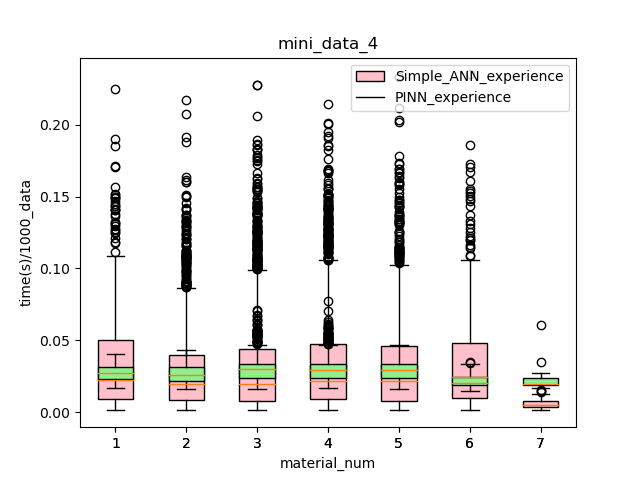 mini_data_4
Simple_ANN_experience
PINN_experience
time(s)/1000_data
0.20
0.15
0.10
0.05
0.00
1 2 3 4 5 6 7
material_num